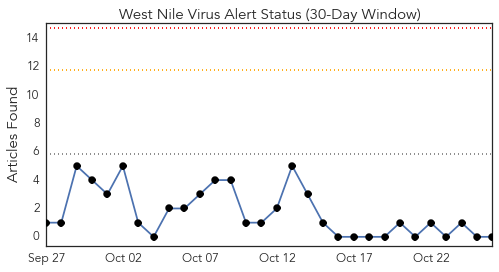 West Nile Virus Alert Status (30-Day Window)
Articles Found
14
12
10
8
6
4
2
0
Sep 27 Oct 02 Oct 07 Oct 12 Oct 17 Oct 22